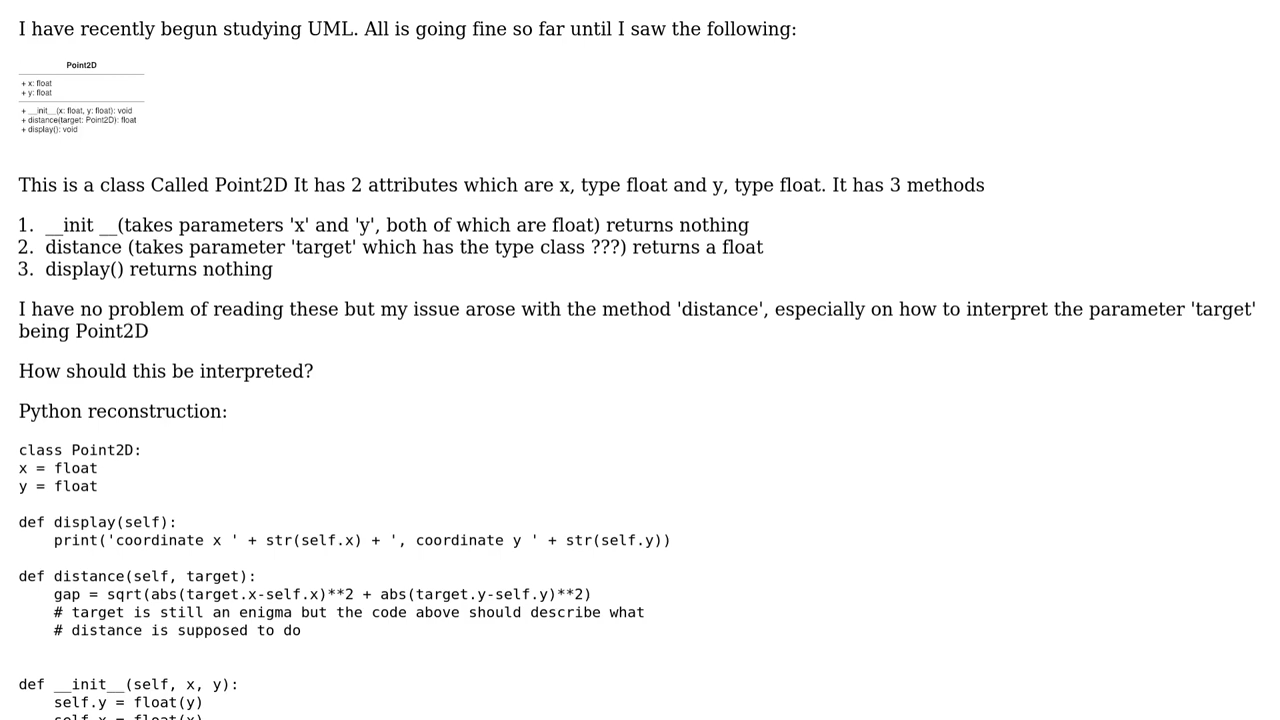 I have recently begun studying UML. All is going fine so far until I saw the following:
Point2D
+ x: float
+ y: float
+ __init__(x: float, y: float): void
+ distance(target: Point2D): float
+ display(): void
This is a class Called Point2D It has 2 attributes which are x, type float and y, type float. It has 3 methods
1. __init __(takes parameters 'x' and 'y', both of which are float) returns nothing
2. distance (takes parameter 'target' which has the type class ???) returns a float
3. display() returns nothing
I have no problem of reading these but my issue arose with the method 'distance', especially on how to interpret the parameter 'target'
being Point2D
How should this be interpreted?
Python reconstruction:
class Point2D:
x = float
y = float
def display(self):
    print('coordinate x ' + str(self.x) + ', coordinate y ' + str(self.y))
def distance(self, target):
    gap = sqrt(abs(target.x-self.x)**2 + abs(target.y-self.y)**2)
    # target is still an enigma but the code above should describe what
    # distance is supposed to do
def __init__(self, x, y):
    self.y = float(y)
    self.x = float(x)